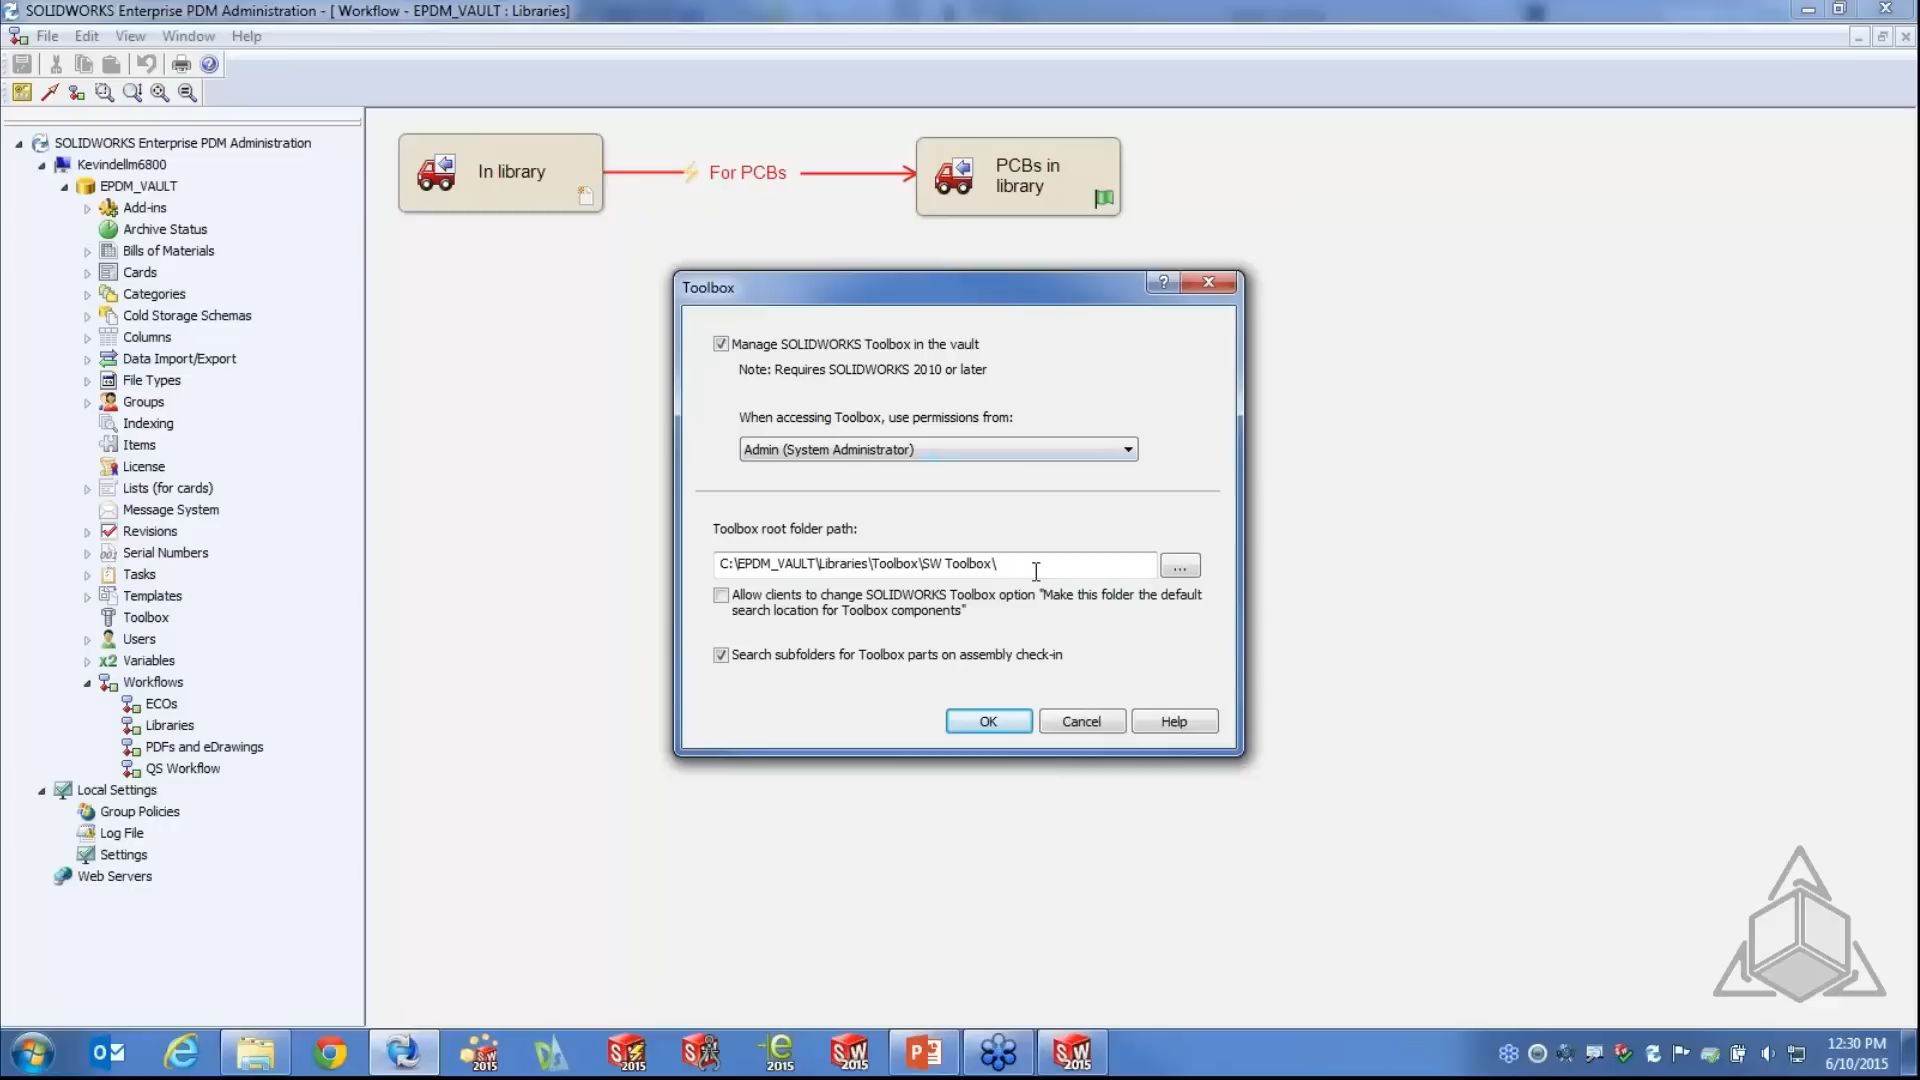 SOLIDWORKS Enterprise PDM Administration - [ Workflow - EPDM_VAULT : Libraries]
File Edit View Window Help
SOLIDWORKS Enterprise PDM Administration
Kevindellm6800
EPDM_VAULT
Add-ins
Archive Status
Bills of Materials
Cards
Categories
Cold Storage Schemas
Columns
Data Import/Export
File Types
Groups
Indexing
Items
License
Lists (for cards)
Message System
Revisions
Serial Numbers
Tasks
Templates
Toolbox
Users
Variables
Workflows
ECOs
Libraries
PDFs and eDrawings
QS Workflow
Local Settings
Group Policies
Log File
Settings
Web Servers
In library
For PCBs
PCBs in
library
Toolbox
Manage SOLIDWORKS Toolbox in the vault
Note: Requires SOLIDWORKS 2010 or later
When accessing Toolbox, use permissions from:
Admin (System Administrator)
Toolbox root folder path:
C:\EPDM_VAULT\Libraries\Toolbox\SW Toolbox\
...
Allow clients to change SOLIDWORKS Toolbox option "Make this folder the default
search location for Toolbox components"
Search subfolders for Toolbox parts on assembly check-in
OK Cancel Help
12:30 PM
6/10/2015